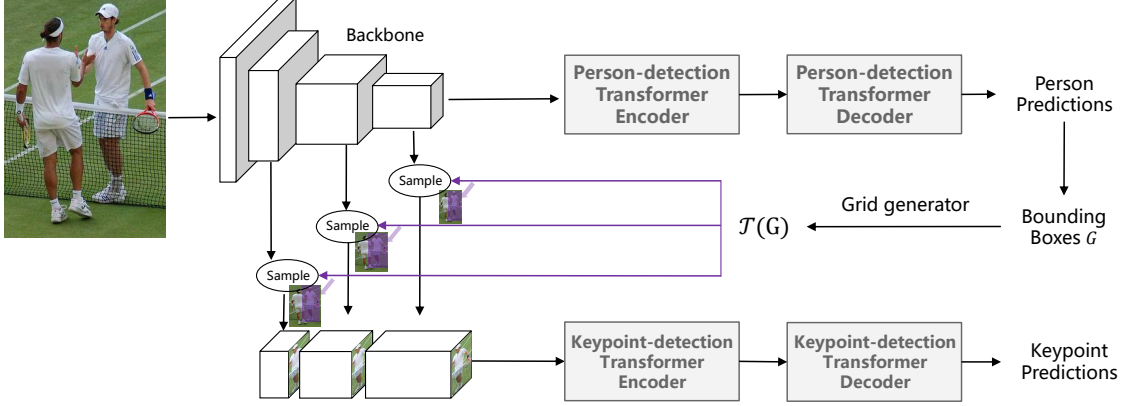 Backbone
Person-detection
Transformer
Encoder
Person-detection
Transformer
Decoder
Person
Predictions
Sample
Sample
Sample
𝒯(G)
Grid generator
Bounding
Boxes G
Keypoint-detection
Transformer
Encoder
Keypoint-detection
Transformer
Decoder
Keypoint
Predictions